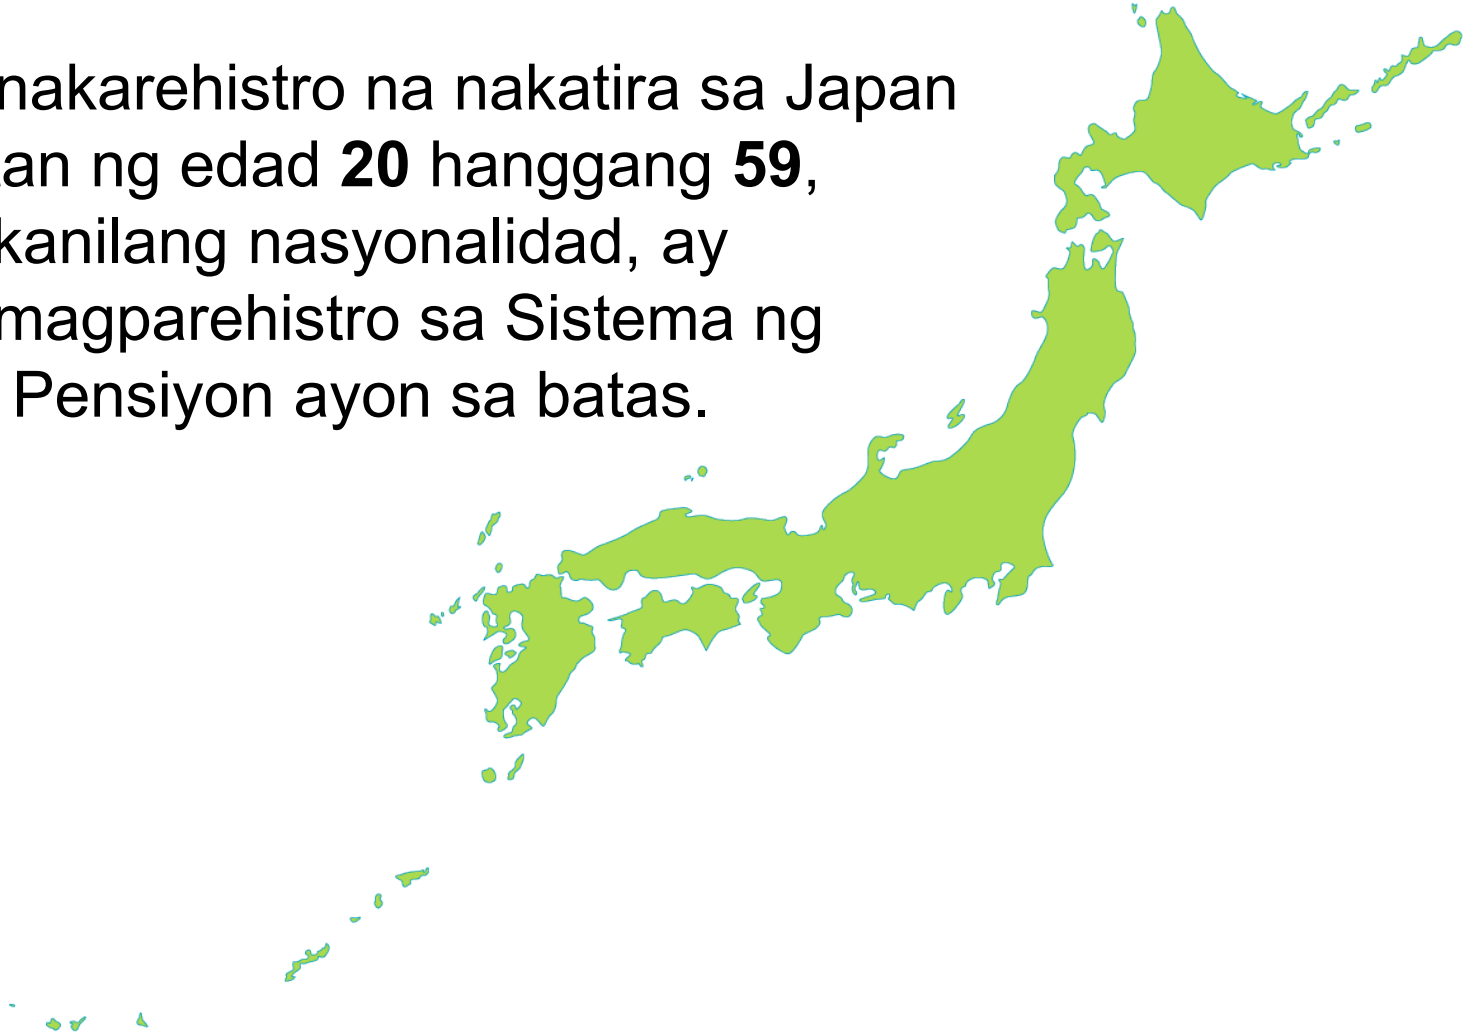 nakarehistro na nakatira sa Japan
an ng edad 20 hanggang 59,
kanilang nasyonalidad, ay
magparehistro sa Sistema ng
Pensiyon ayon sa batas.